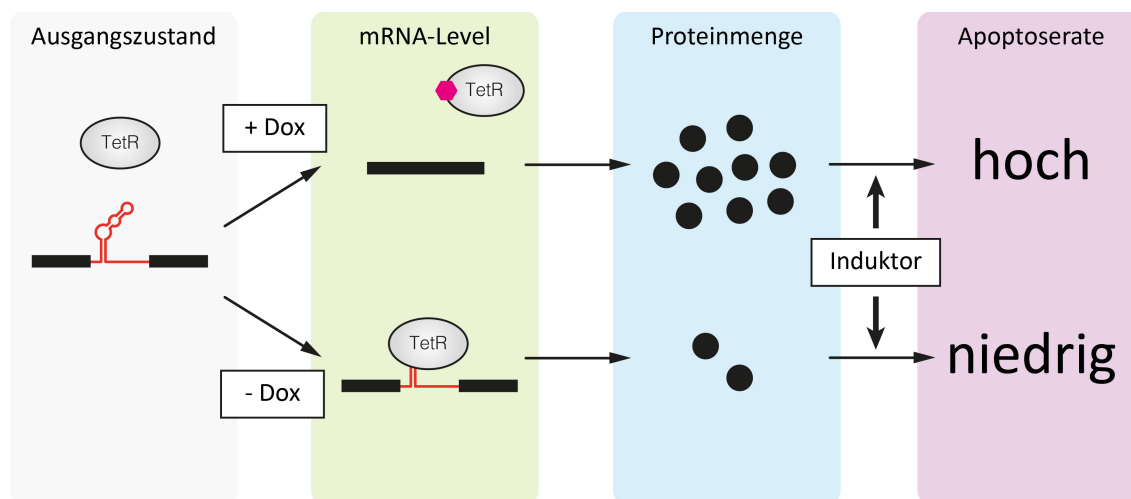 Ausgangszustand
mRNA-Level
Proteinmenge
Apoptoserate
TetR
TetR
+ Dox
hoch
Induktor
TetR
niedrig
- Dox